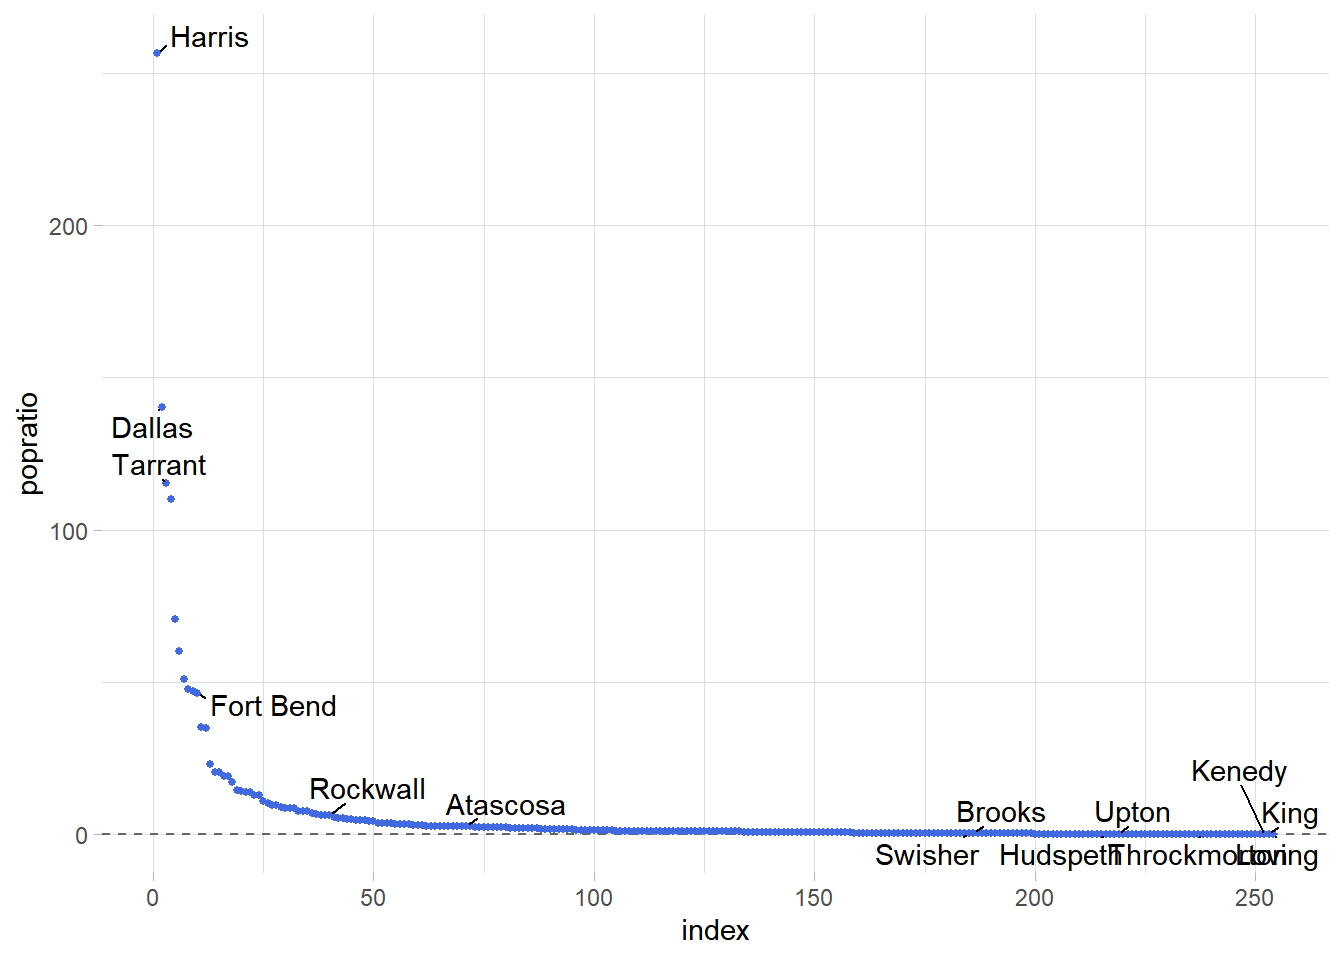 Harris
200
Dallas
Tarrant
100
popratio
Fort Bend
Rockwall
Atascosa
Kenedy
Brooks
Upton
King
0
Swisher
Hudspeth
Throckmorton
Loving
0
50
100
150
200
250
index